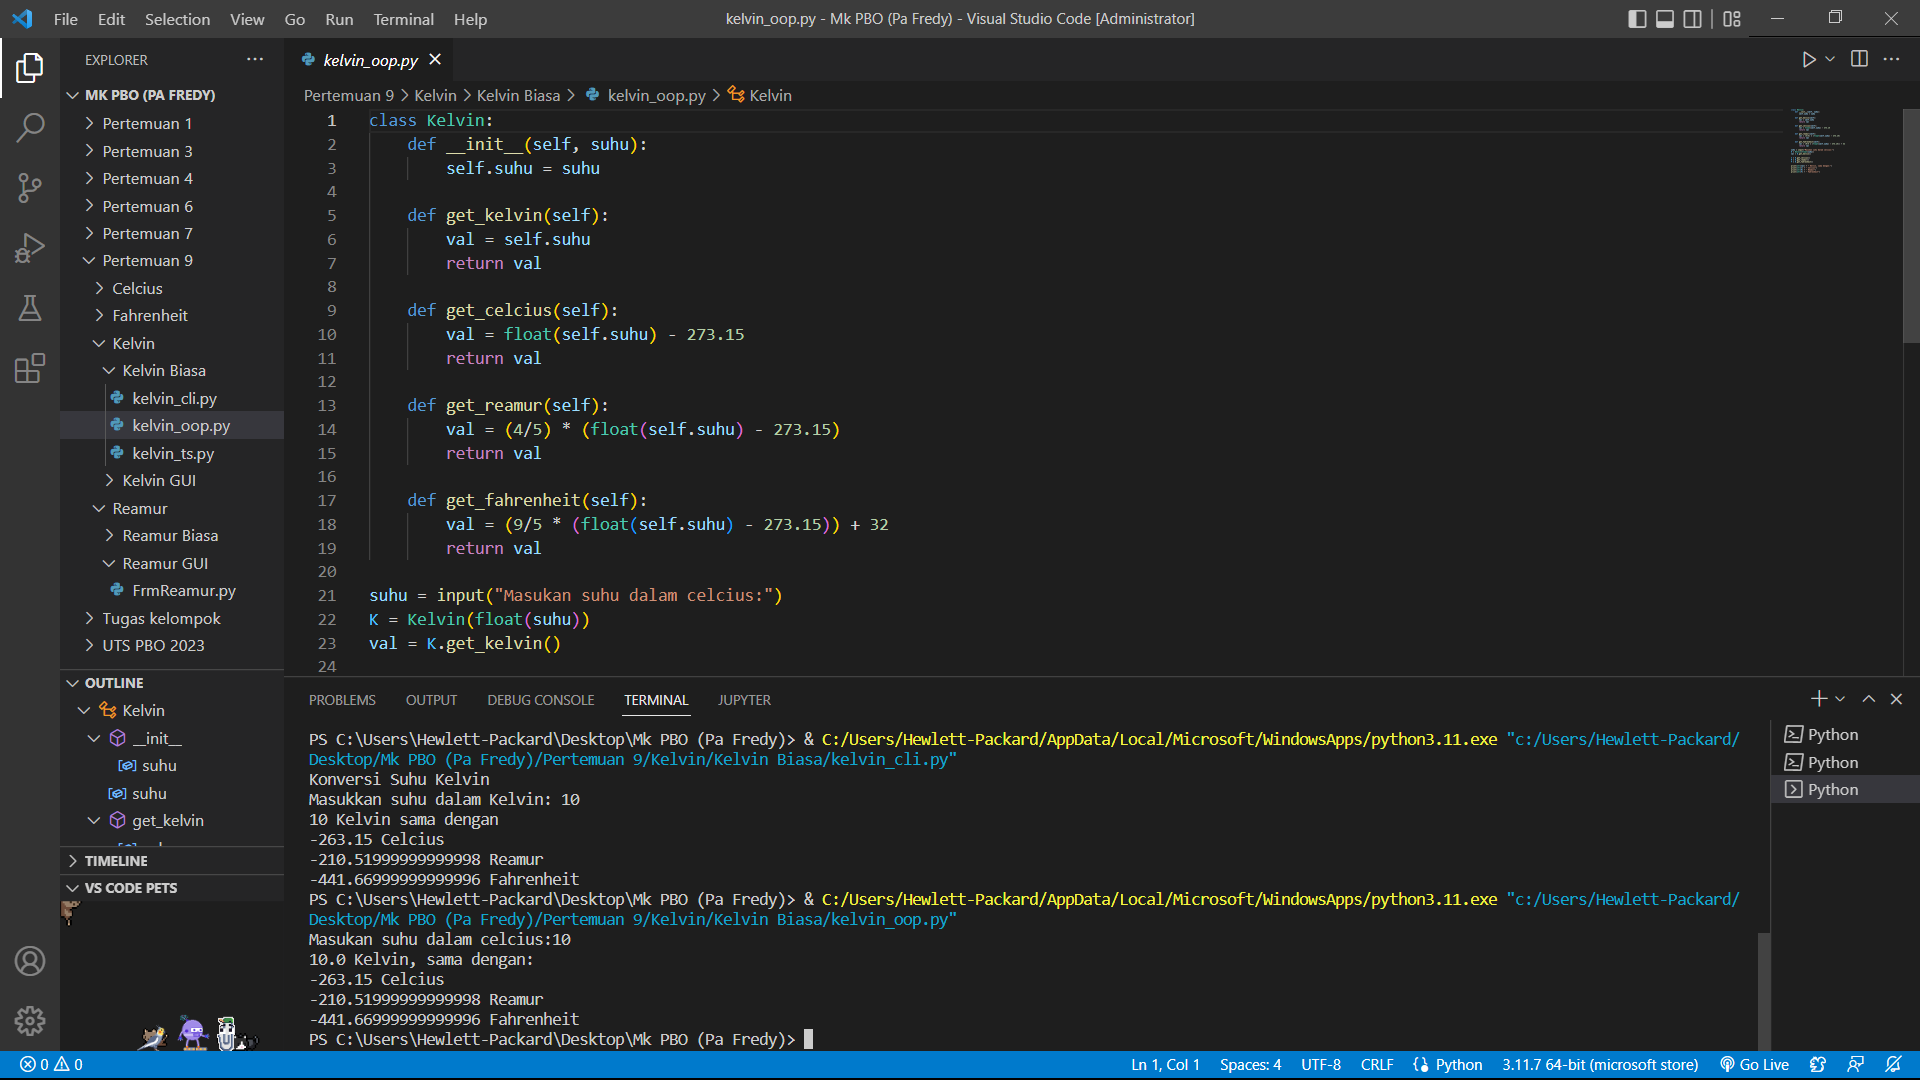 File Edit Selection View Go Run Terminal Help
kelvin_oop.py - Mk PBO (Pa Fredy) - Visual Studio Code [Administrator]
EXPLORER
MK PBO (PA FREDY)
Pertemuan 1
Pertemuan 3
Pertemuan 4
Pertemuan 6
Pertemuan 7
Pertemuan 9
Celcius
Fahrenheit
Kelvin
Kelvin Biasa
kelvin_cli.py
kelvin_oop.py
kelvin_ts.py
Kelvin GUI
Reamur
Reamur Biasa
Reamur GUI
FrmReamur.py
Tugas kelompok
UTS PBO 2023
OUTLINE
Kelvin
__init__
suhu
suhu
get_kelvin
TIMELINE
VS CODE PETS
kelvin_oop.py
Pertemuan 9 > Kelvin > Kelvin Biasa > kelvin_oop.py > Kelvin
1 class Kelvin:
2     def __init__(self, suhu):
3         self.suhu = suhu
4
5     def get_kelvin(self):
6         val = self.suhu
7         return val
8
9     def get_celcius(self):
10         val = float(self.suhu) - 273.15
11         return val
12
13     def get_reamur(self):
14         val = (4/5) * (float(self.suhu) - 273.15)
15         return val
16
17     def get_fahrenheit(self):
18         val = (9/5 * (float(self.suhu) - 273.15)) + 32
19         return val
20
21 suhu = input("Masukan suhu dalam celcius:")
22 K = Kelvin(float(suhu))
23 val = K.get_kelvin()
24
PROBLEMS OUTPUT DEBUG CONSOLE TERMINAL JUPYTER
PS C:\Users\Hewlett-Packard\Desktop\Mk PBO (Pa Fredy)> & C:/Users/Hewlett-Packard/AppData/Local/Microsoft/WindowsApps/python3.11.exe "c:/Users/Hewlett-Packard/
Desktop/Mk PBO (Pa Fredy)/Pertemuan 9/Kelvin/Kelvin Biasa/kelvin_cli.py"
Konversi Suhu Kelvin
Masukkan suhu dalam Kelvin: 10
10 Kelvin sama dengan
-263.15 Celcius
-210.51999999999998 Reamur
-441.66999999999996 Fahrenheit
PS C:\Users\Hewlett-Packard\Desktop\Mk PBO (Pa Fredy)> & C:/Users/Hewlett-Packard/AppData/Local/Microsoft/WindowsApps/python3.11.exe "c:/Users/Hewlett-Packard/
Desktop/Mk PBO (Pa Fredy)/Pertemuan 9/Kelvin/Kelvin Biasa/kelvin_oop.py"
Masukan suhu dalam celcius:10
10.0 Kelvin, sama dengan:
-263.15 Celcius
-210.51999999999998 Reamur
-441.66999999999996 Fahrenheit
PS C:\Users\Hewlett-Packard\Desktop\Mk PBO (Pa Fredy)>
Python
Python
Python
0 0
Ln 1, Col 1 Spaces: 4 UTF-8 CRLF Python 3.11.7 64-bit (microsoft store) Go Live